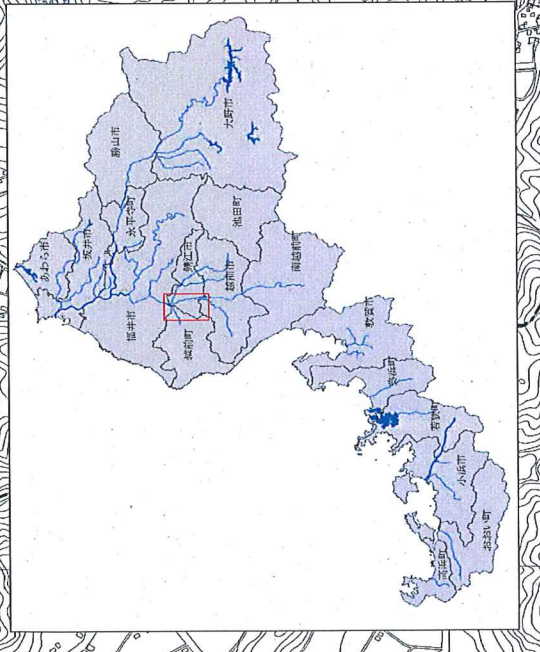 あわら市
坂井市
勝山市
永平寺町
大野市
福井市
鯖江市
池田町
越前町
越前市
南越前町
敦賀市
美浜町
若狭町
小浜市
おおい町
高浜町